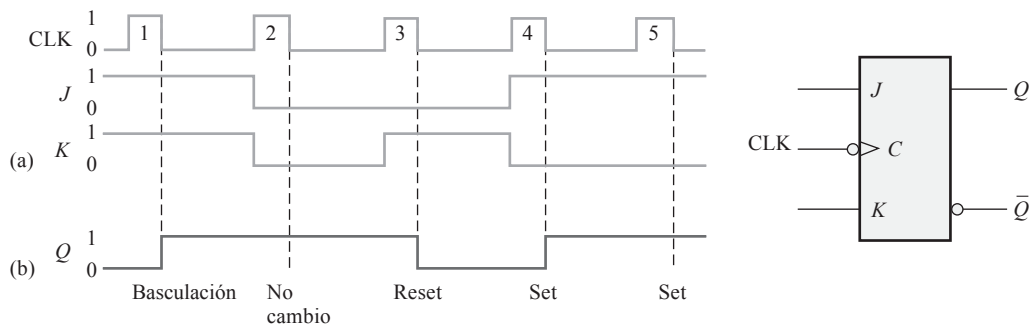 CLK 1 0 1 2 3 4 5
J 1 0
(a) K 1 0
(b) Q 1 0
Basculación No cambio Reset Set Set
J Q
CLK C
K Q̅